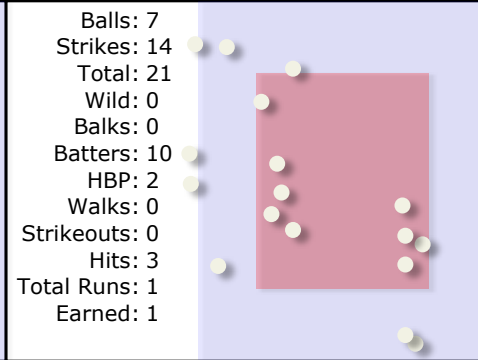 Balls: 7
Strikes: 14
Total: 21
Wild: 0
Balks: 0
Batters: 10
HBP: 2
Walks: 0
Strikeouts: 0
Hits: 3
Total Runs: 1
Earned: 1